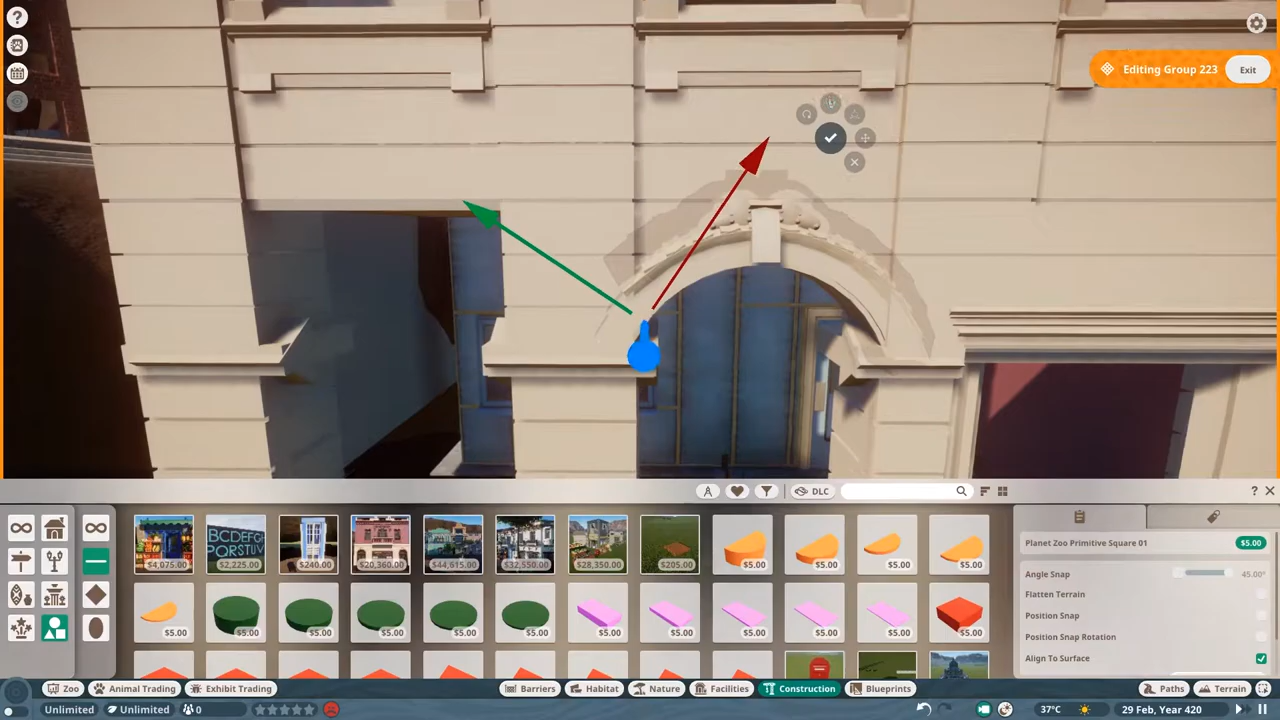 ?
Editing Group 223 Exit
DLC
? ×
$4,075.00 $2,225.00 $240.00 $20,360.00 $44,615.00 $32,550.00 $28,350.00 $205.00 $5.00 $5.00 $5.00 $5.00
$5.00 $5.00 $5.00 $5.00 $5.00 $5.00 $5.00 $5.00 $5.00 $5.00 $5.00 $5.00
Planet Zoo Primitive Square 01 $5.00
Angle Snap 45.00°
Flatten Terrain
Position Snap
Position Snap Rotation
Align To Surface
Zoo Animal Trading Exhibit Trading Barriers Habitat Nature Facilities Construction Blueprints Paths Terrain
Unlimited Unlimited 0 37°C 29 Feb, Year 420